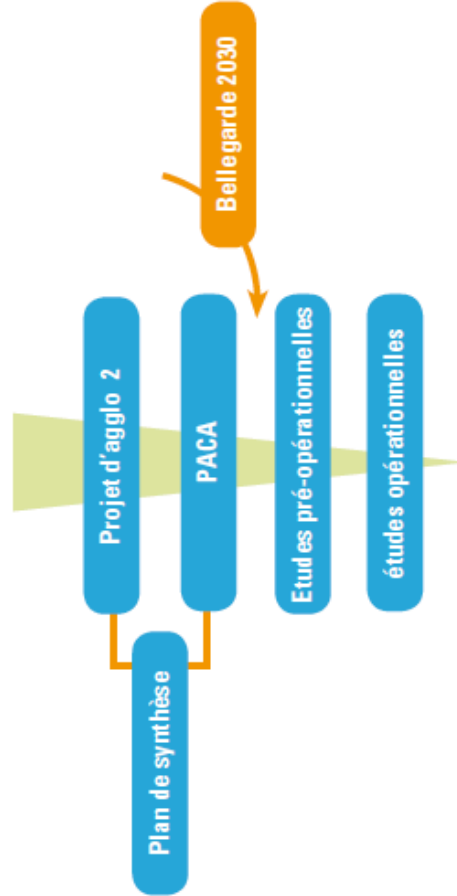 Plan de synthèse
Projet d'agglo 2
PACA
Etudes pré-opérationnelles
études opérationnelles
Bellegarde 2030